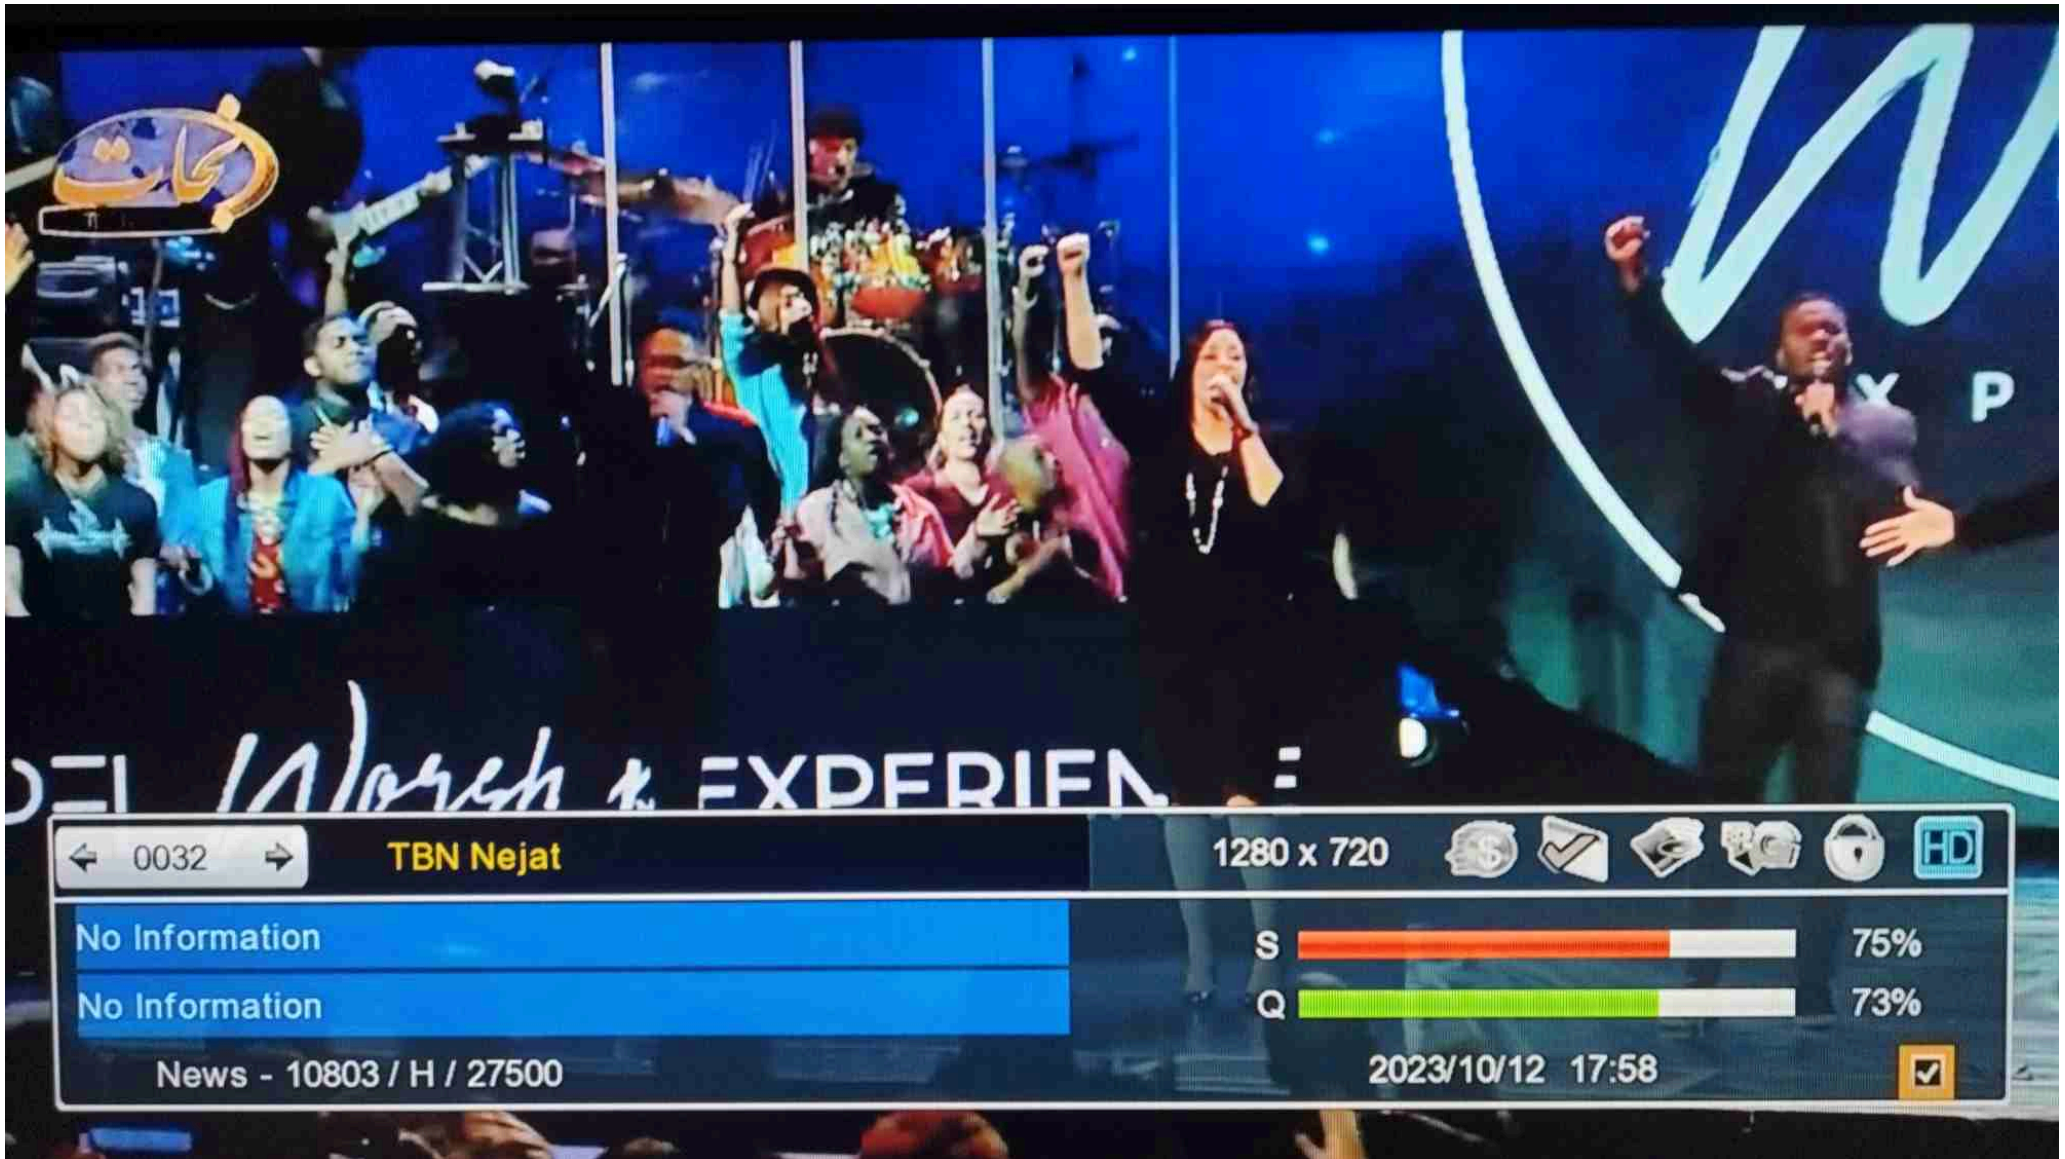 نجات
W
X P
DEL Worsh p EXPERIEN E
0032 TBN Nejat 1280 x 720 HD
No Information S 75%
No Information Q 73%
News - 10803 / H / 27500 2023/10/12 17:58